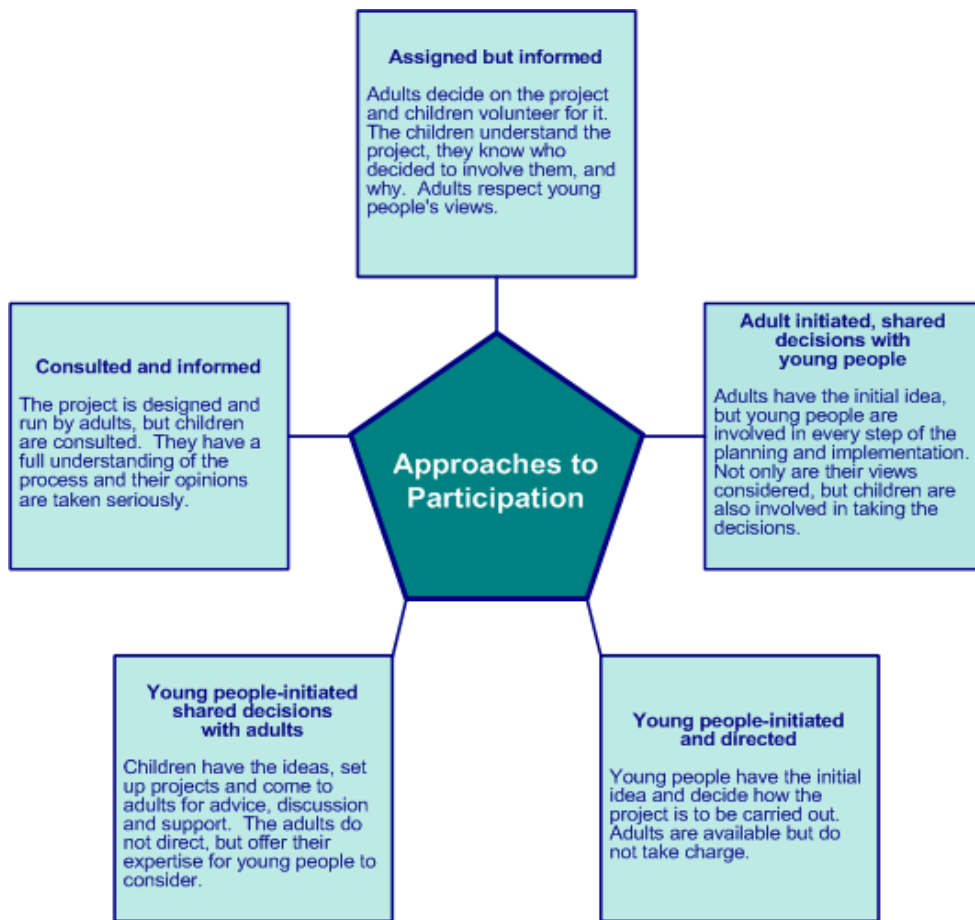 Assigned but informed
Adults decide on the project
and children volunteer for it.
The children understand the
project, they know who
decided to involve them, and
why.  Adults respect young
people's views.
Consulted and informed
The project is designed and
run by adults, but children
are consulted.  They have a
full understanding of the
process and their opinions
are taken seriously.
Approaches to
Participation
Adult initiated, shared
decisions with
young people
Adults have the initial idea,
but young people are
involved in every step of the
planning and implementation.
Not only are their views
considered, but children are
also involved in taking the
decisions.
Young people-initiated
shared decisions
with adults
Children have the ideas, set
up projects and come to
adults for advice, discussion
and support.  The adults do
not direct, but offer their
expertise for young people to
consider.
Young people-initiated
and directed
Young people have the initial
idea and decide how the
project is to be carried out.
Adults are available but do
not take charge.